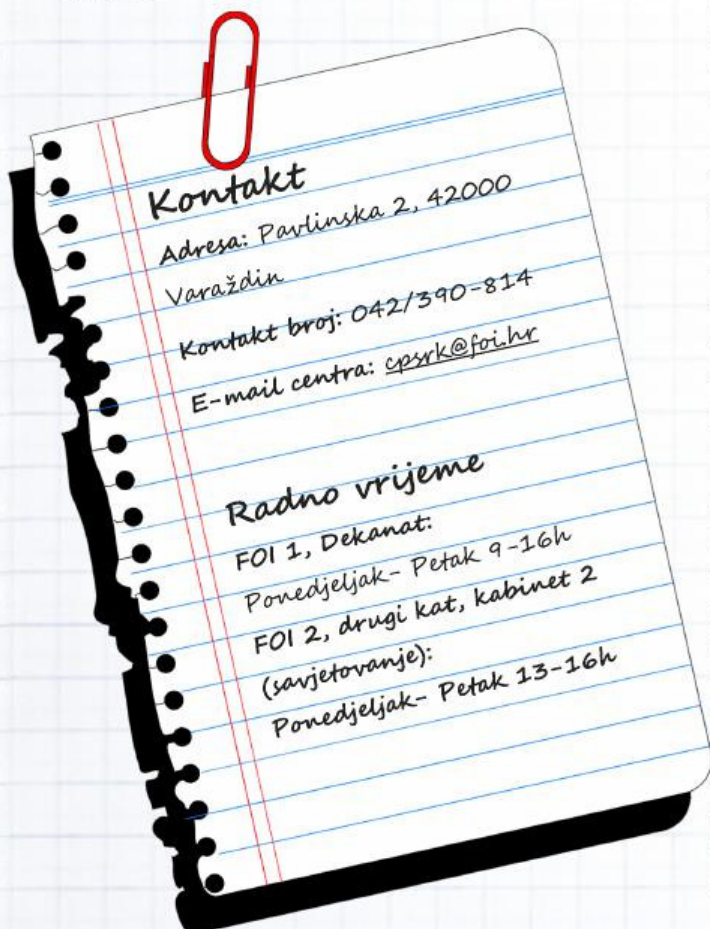 Kontakt
Adresa: Pavlinska 2, 42000
Varaždin
Kontakt broj: 042/390-814
E-mail centra: cpsrk@foi.hr
Radno vrijeme
FOI 1, Dekanat:
Ponedjeljak- Petak 9-16h
FOI 2, drugi kat, kabinet 2
(savjetovanje):
Ponedjeljak- Petak 13-16h